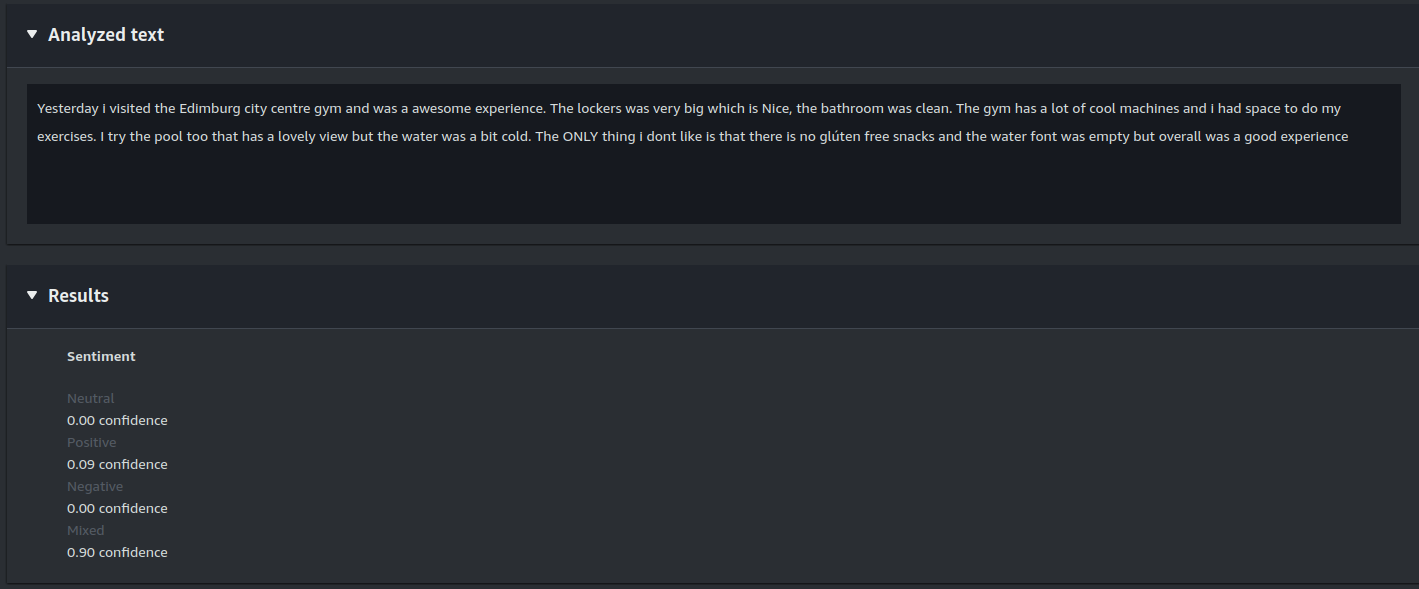 Analyzed text
Yesterday i visited the Edimburg city centre gym and was a awesome experience. The lockers was very big which is Nice, the bathroom was clean. The gym has a lot of cool machines and i had space to do my
exercises. I try the pool too that has a lovely view but the water was a bit cold. The ONLY thing i dont like is that there is no glúten free snacks and the water font was empty but overall was a good experience
Results
Sentiment
Neutral
0.00 confidence
Positive
0.09 confidence
Negative
0.00 confidence
Mixed
0.90 confidence